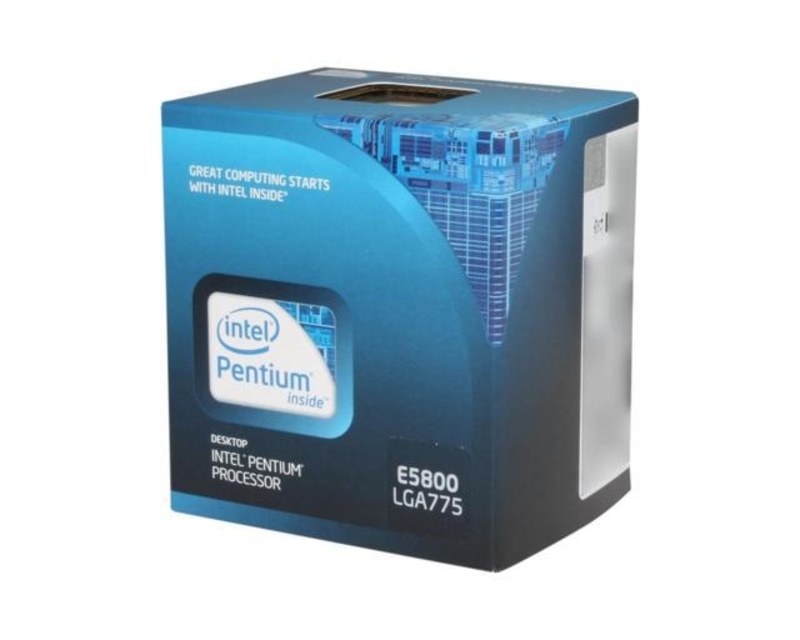 GREAT COMPUTING STARTS
WITH INTEL INSIDE®
intel®
Pentium®
inside™
DESKTOP
INTEL® PENTIUM®
PROCESSOR
E5800
LGA775